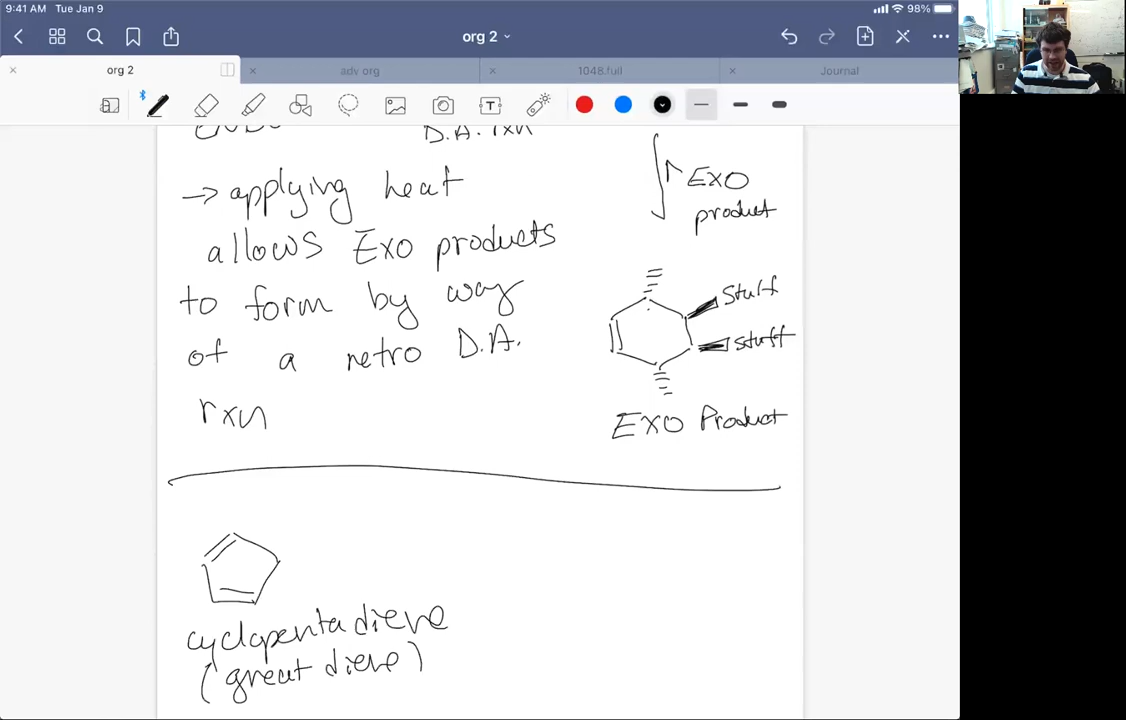 9:41 AM Tue Jan 9
98%
org 2
org 2
adv org
1048.full
Journal
D.A. rxn
→ applying heat
allows Exo products
to form by way
of a retro D.A.
rxn
Exo
product
Stuff
Stuff
Exo Product
cyclopentadiene
(great diene)